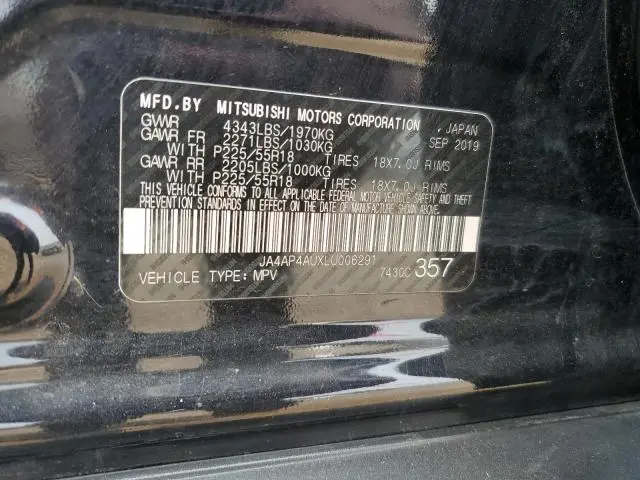 MFD.BY MITSUBISHI MOTORS CORPORATION , JAPAN
GVWR 4343LBS/1970KG SEP 2019
GAWR FR 2271LBS/1030KG
WITH P225/55R18 TIRES 18X7.0J RIMS
GAWR RR 2205LBS/1000KG
WITH P225/55R18 TIRES 18X7.0J RIMS
THIS VEHICLE CONFORMS TO ALL APPLICABLE FEDERAL MOTOR VEHICLE SAFETY AND THEFT
PREVENTION STANDARDS IN EFFECT ON THE DATE OF MANUFACTURE SHOWN ABOVE.
JA4AP4AUXLU006291
VEHICLE TYPE: MPV 7430C 357